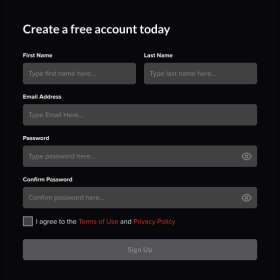 Create a free account today
First Name
Last Name
Type first name here...
Type last name here...
Email Address
Type Email Here...
Password
Type password here...
Confirm Password
Confirm password here...
I agree to the Terms of Use and Privacy Policy
Sign Up